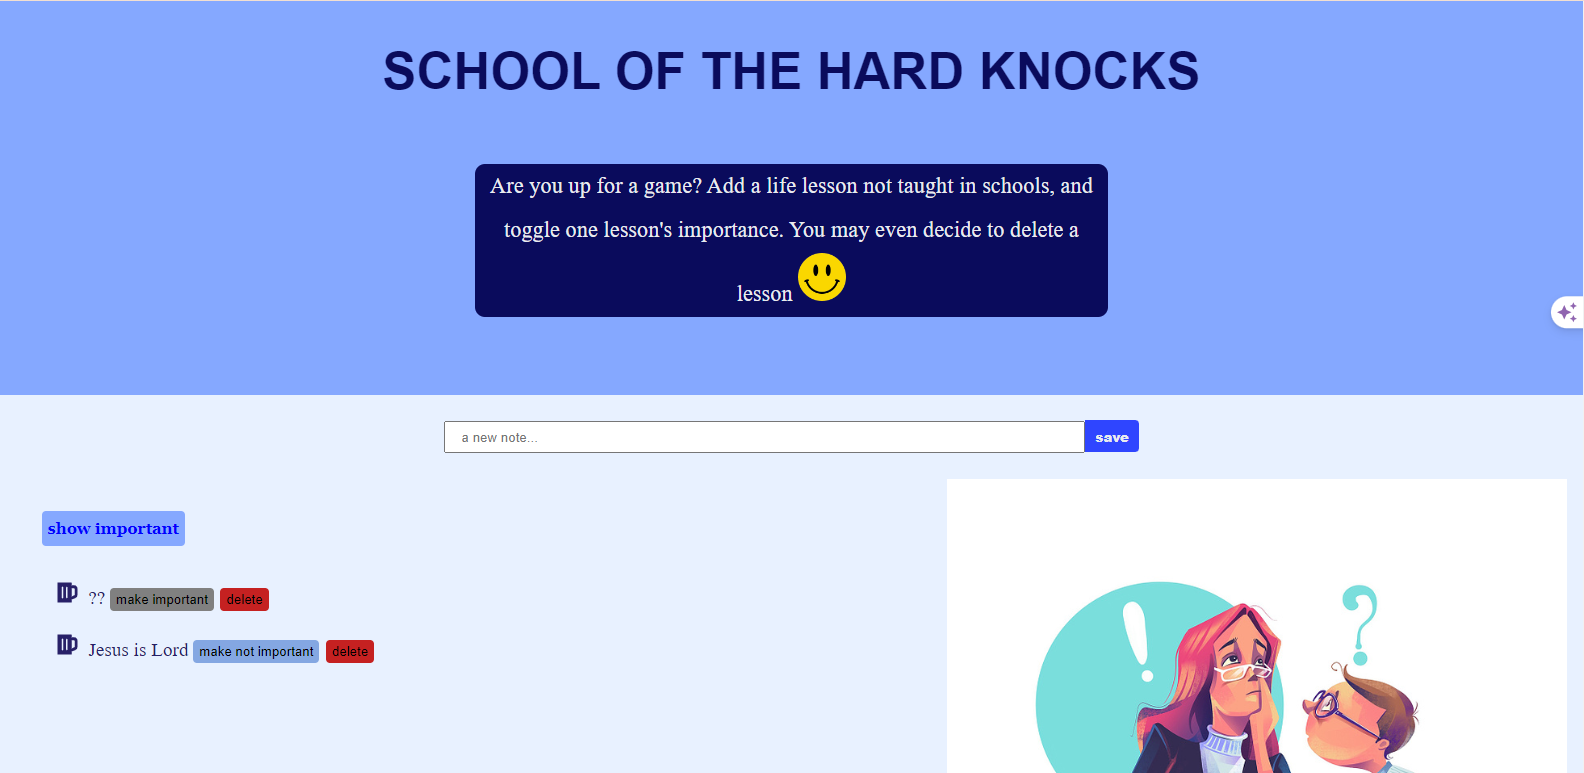 SCHOOL OF THE HARD KNOCKS
Are you up for a game? Add a life lesson not taught in schools, and
toggle one lesson's importance. You may even decide to delete a
lesson
a new note...
save
show important
?? make important delete
Jesus is Lord make not important delete